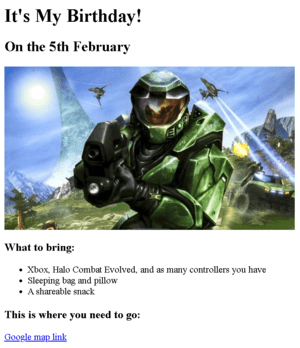 It's My Birthday!
On the 5th February
What to bring:
Xbox, Halo Combat Evolved, and as many controllers you have
Sleeping bag and pillow
A shareable snack
This is where you need to go:
Google map link